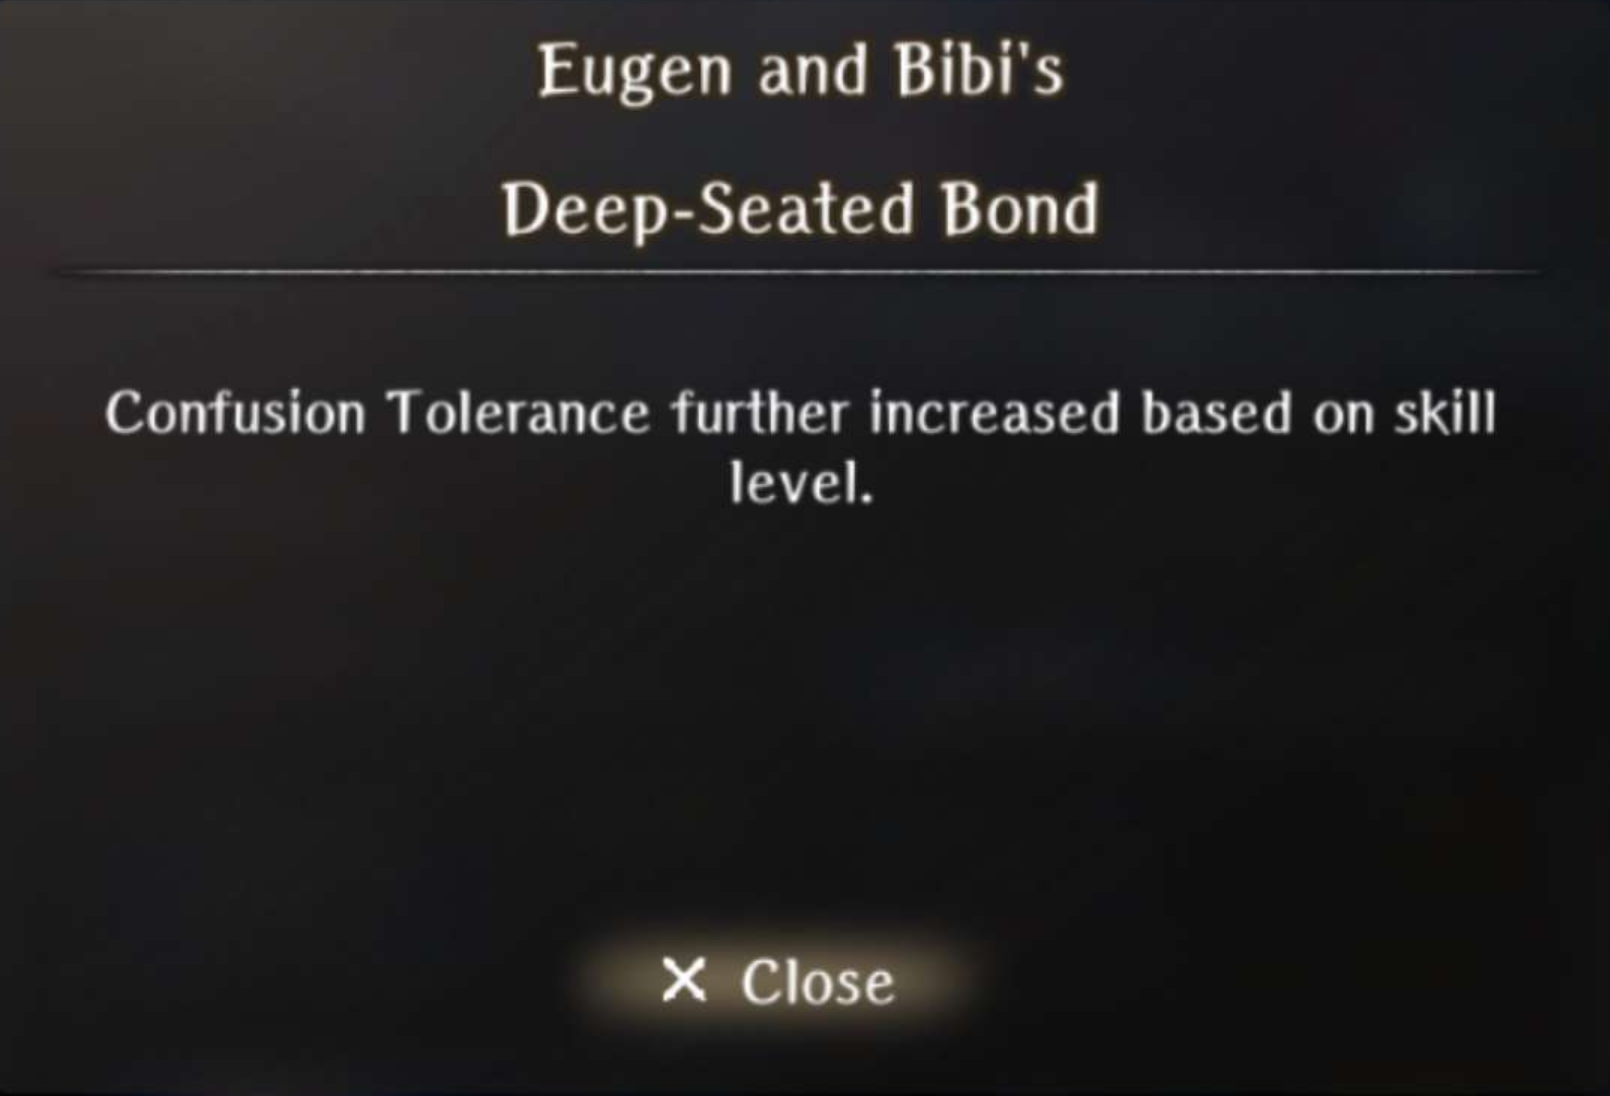 Eugen and Bibi's
Deep-Seated Bond
Confusion Tolerance further increased based on skill
level.
X Close